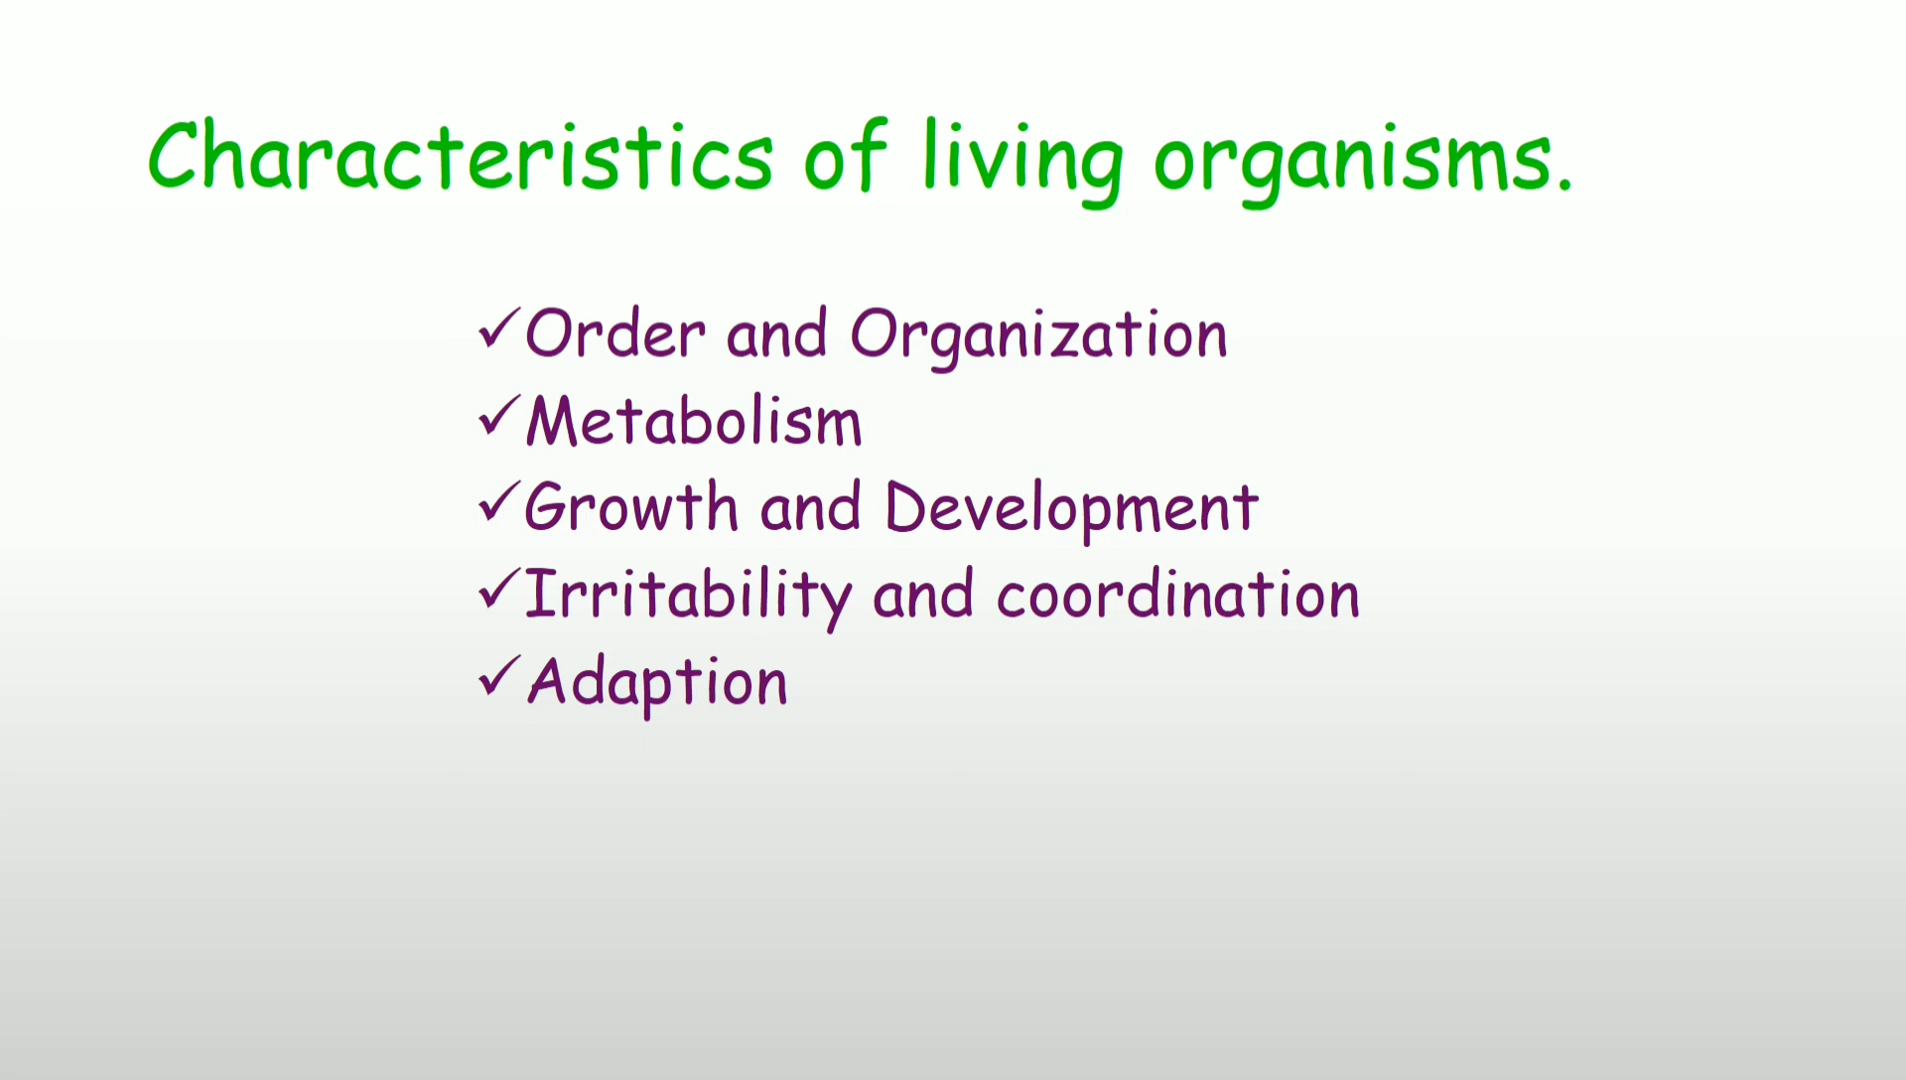 Characteristics of living organisms.
✓Order and Organization
✓Metabolism
✓Growth and Development
✓Irritability and coordination
✓Adaption